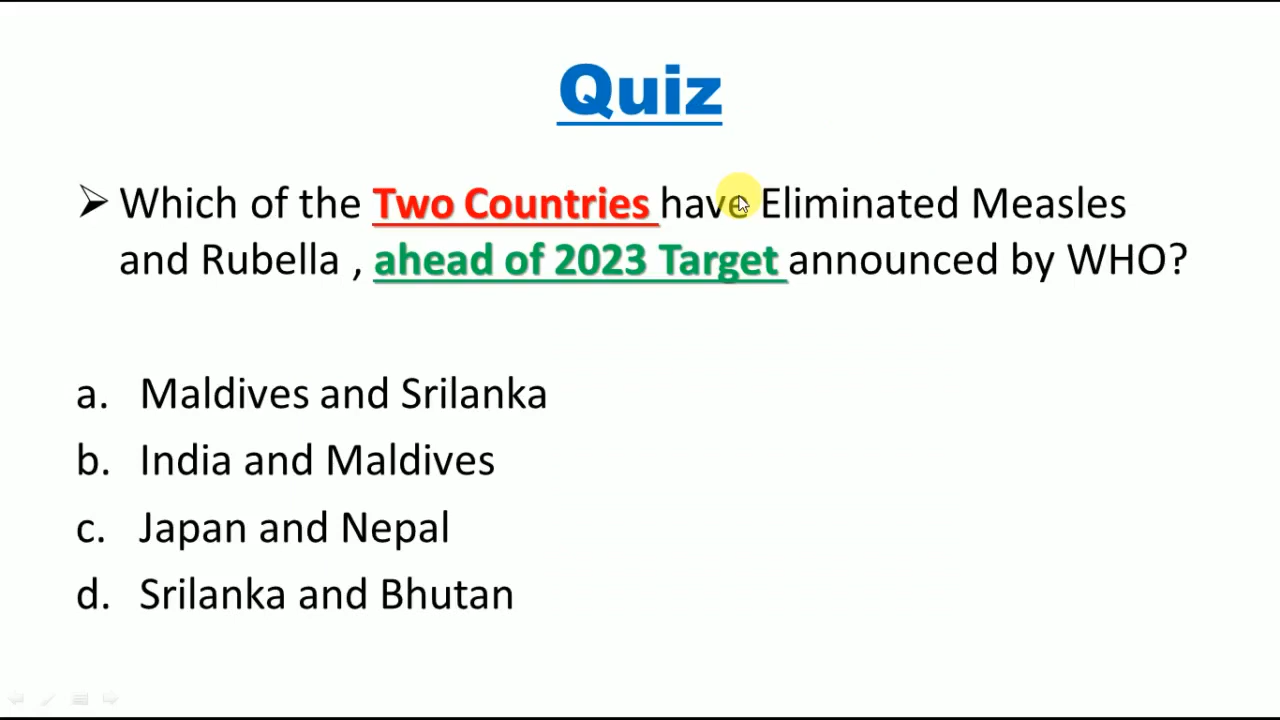 Quiz
Which of the Two Countries have Eliminated Measles
and Rubella , ahead of 2023 Target announced by WHO?
a. Maldives and Srilanka
b. India and Maldives
c. Japan and Nepal
d. Srilanka and Bhutan